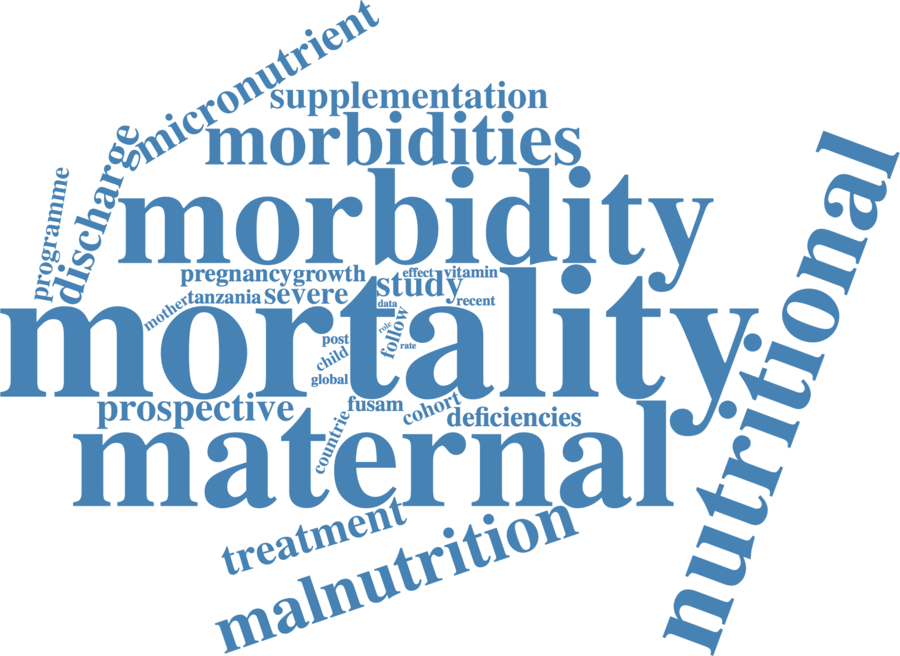 micronutrient
supplementation
morbidities
discharge
programme
morbidity
nutritional
pregnancy
growth
effect
vitamin
study
mother
tanzania
severe
data
recent
mortality
role
follow
post
rate
child
global
prospective
fusam
cohort
deficiencies
countrie
maternal
treatment
malnutrition